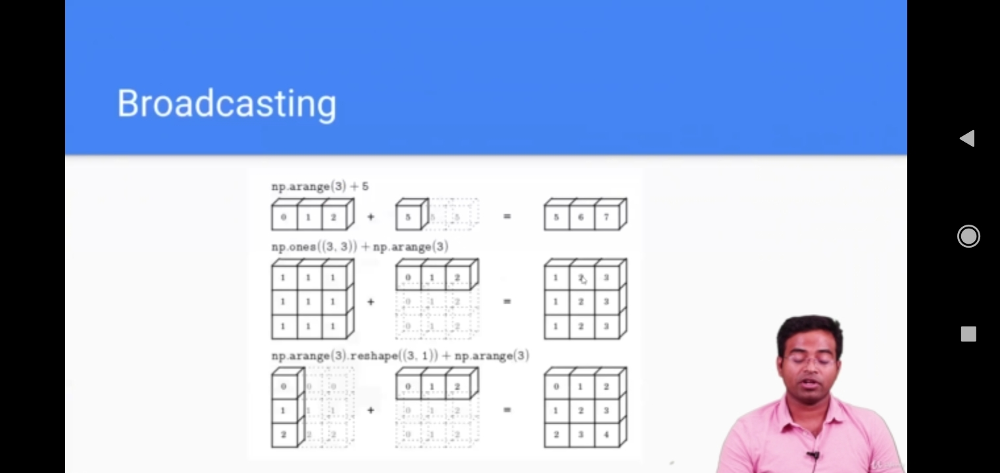 Broadcasting
np.arange(3) + 5
0 1 2 + 5 5 5 = 5 6 7
np.ones((3, 3)) + np.arange(3)
1 1 1 0 1 2 1 2 3
1 1 1 + 0 1 2 = 1 2 3
1 1 1 0 1 2 1 2 3
np.arange(3).reshape((3, 1)) + np.arange(3)
0 0 0 0 1 2 0 1 2
1 1 1 + 0 1 2 = 1 2 3
2 2 2 0 1 2 2 3 4